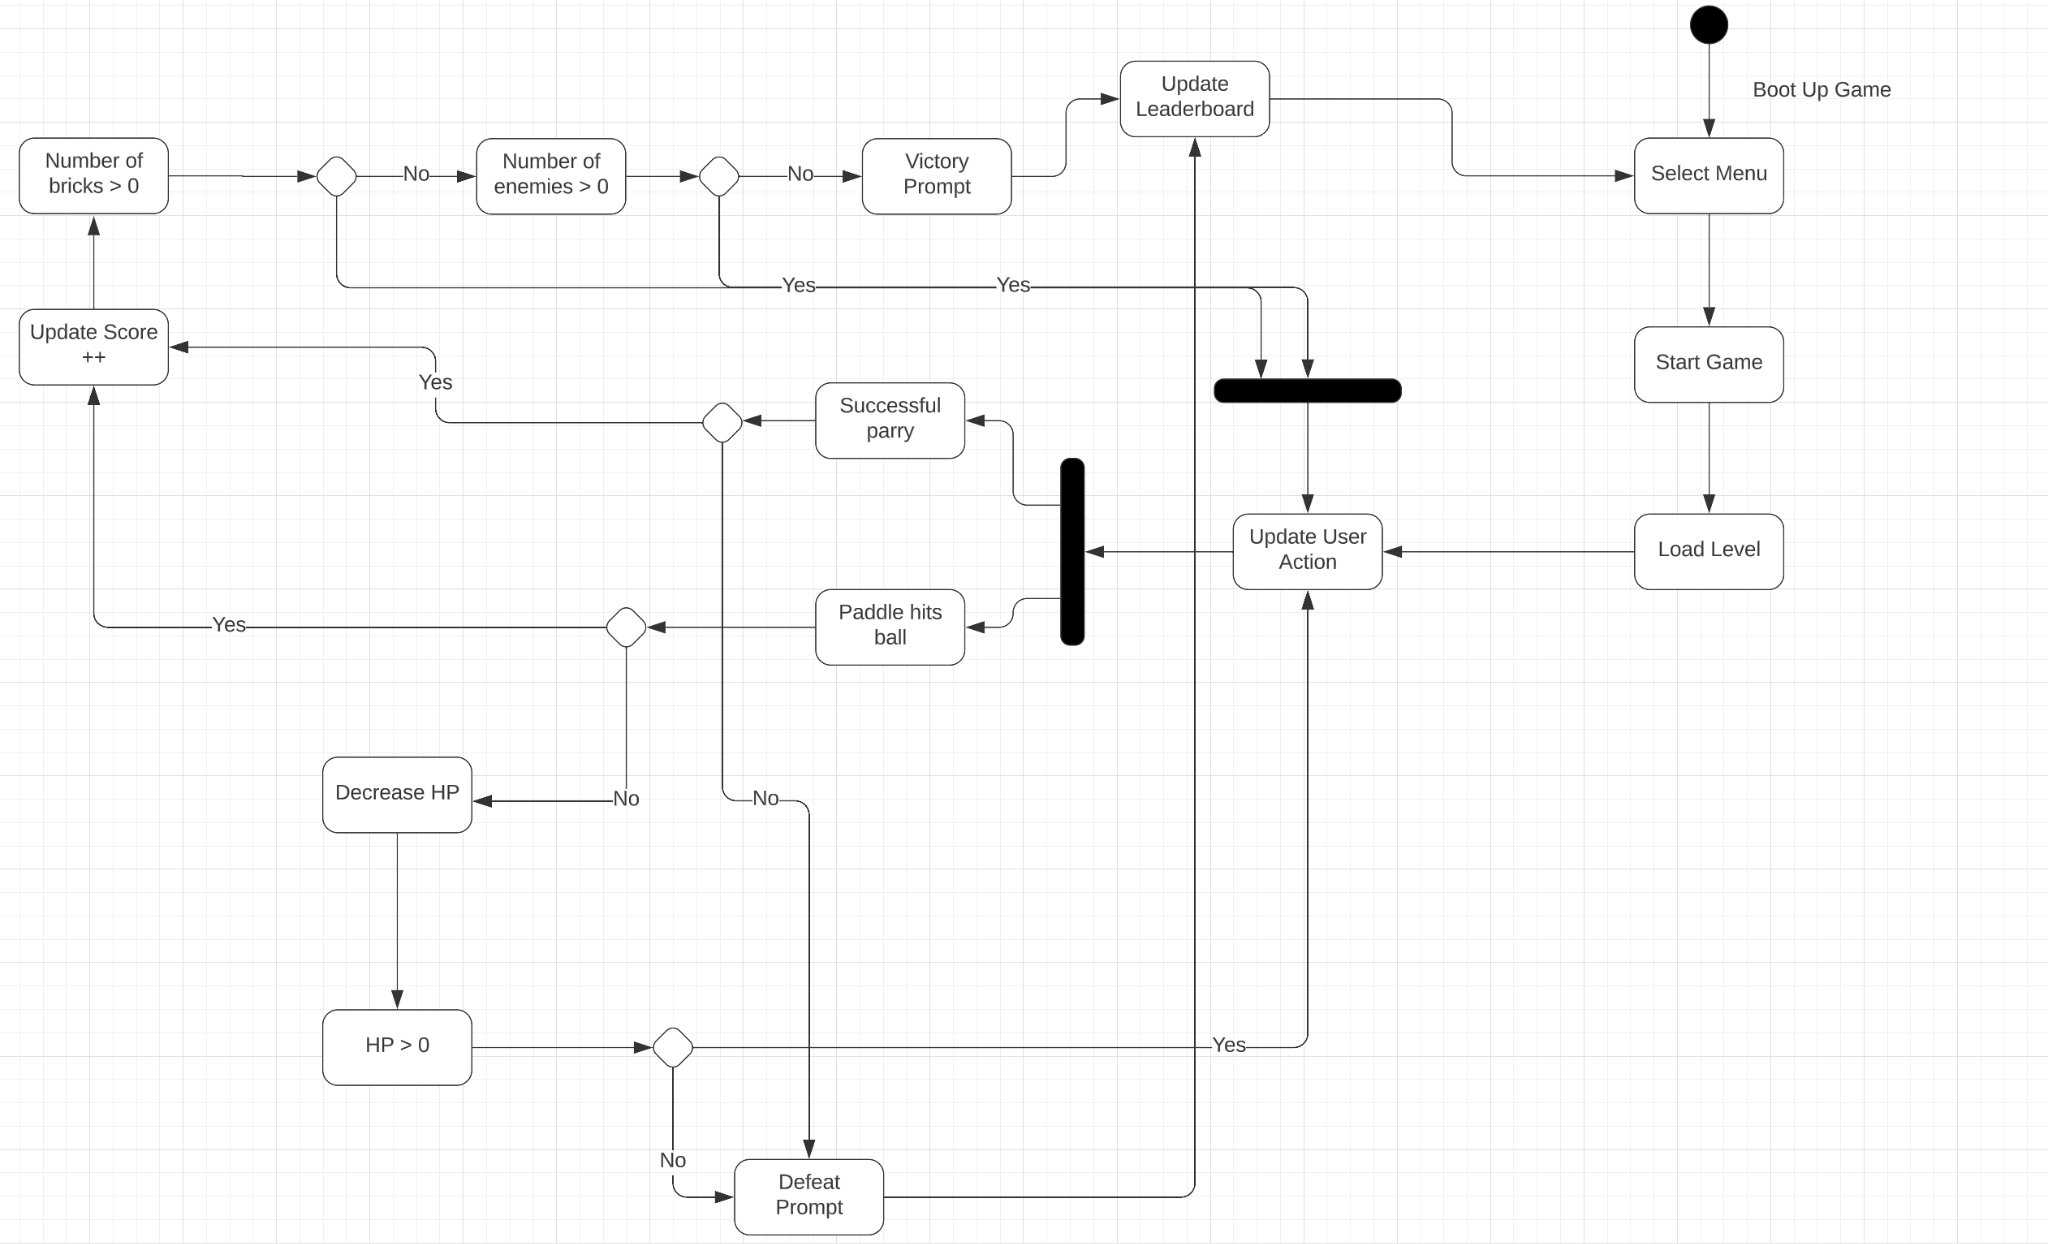 Boot Up Game
Update
Leaderboard
Number of
bricks > 0
No
Number of
enemies > 0
No
Victory
Prompt
Select Menu
Yes
Yes
Update Score
++
Yes
Successful
parry
Start Game
Update User
Action
Load Level
Yes
Paddle hits
ball
Decrease HP
No
No
HP > 0
Yes
No
Defeat
Prompt